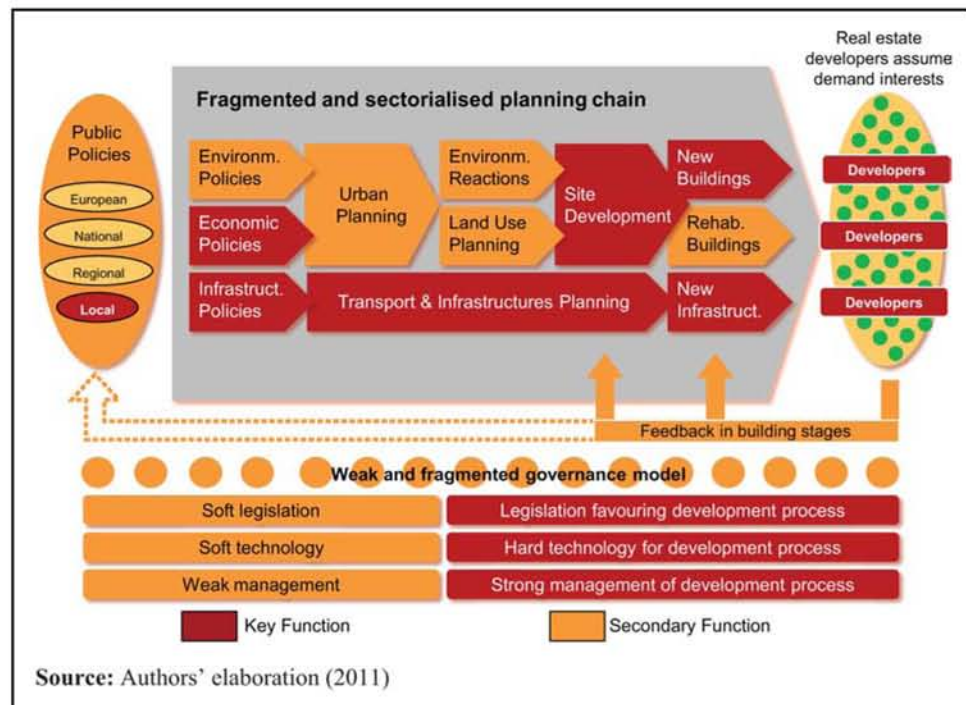 Real estate
developers assume
demand interests
Fragmented and sectorialised planning chain
Public
Policies
European
National
Regional
Local
Environm.
Policies
Economic
Policies
Infrastruct.
Policies
Urban
Planning
Transport & Infrastructures Planning
Environm.
Reactions
Land Use
Planning
Site
Development
New
Buildings
Rehab.
Buildings
New
Infrastruct.
Developers
Developers
Developers
Feedback in building stages
Weak and fragmented governance model
Soft legislation
Legislation favouring development process
Soft technology
Hard technology for development process
Weak management
Strong management of development process
Key Function
Secondary Function
Source: Authors’ elaboration (2011)